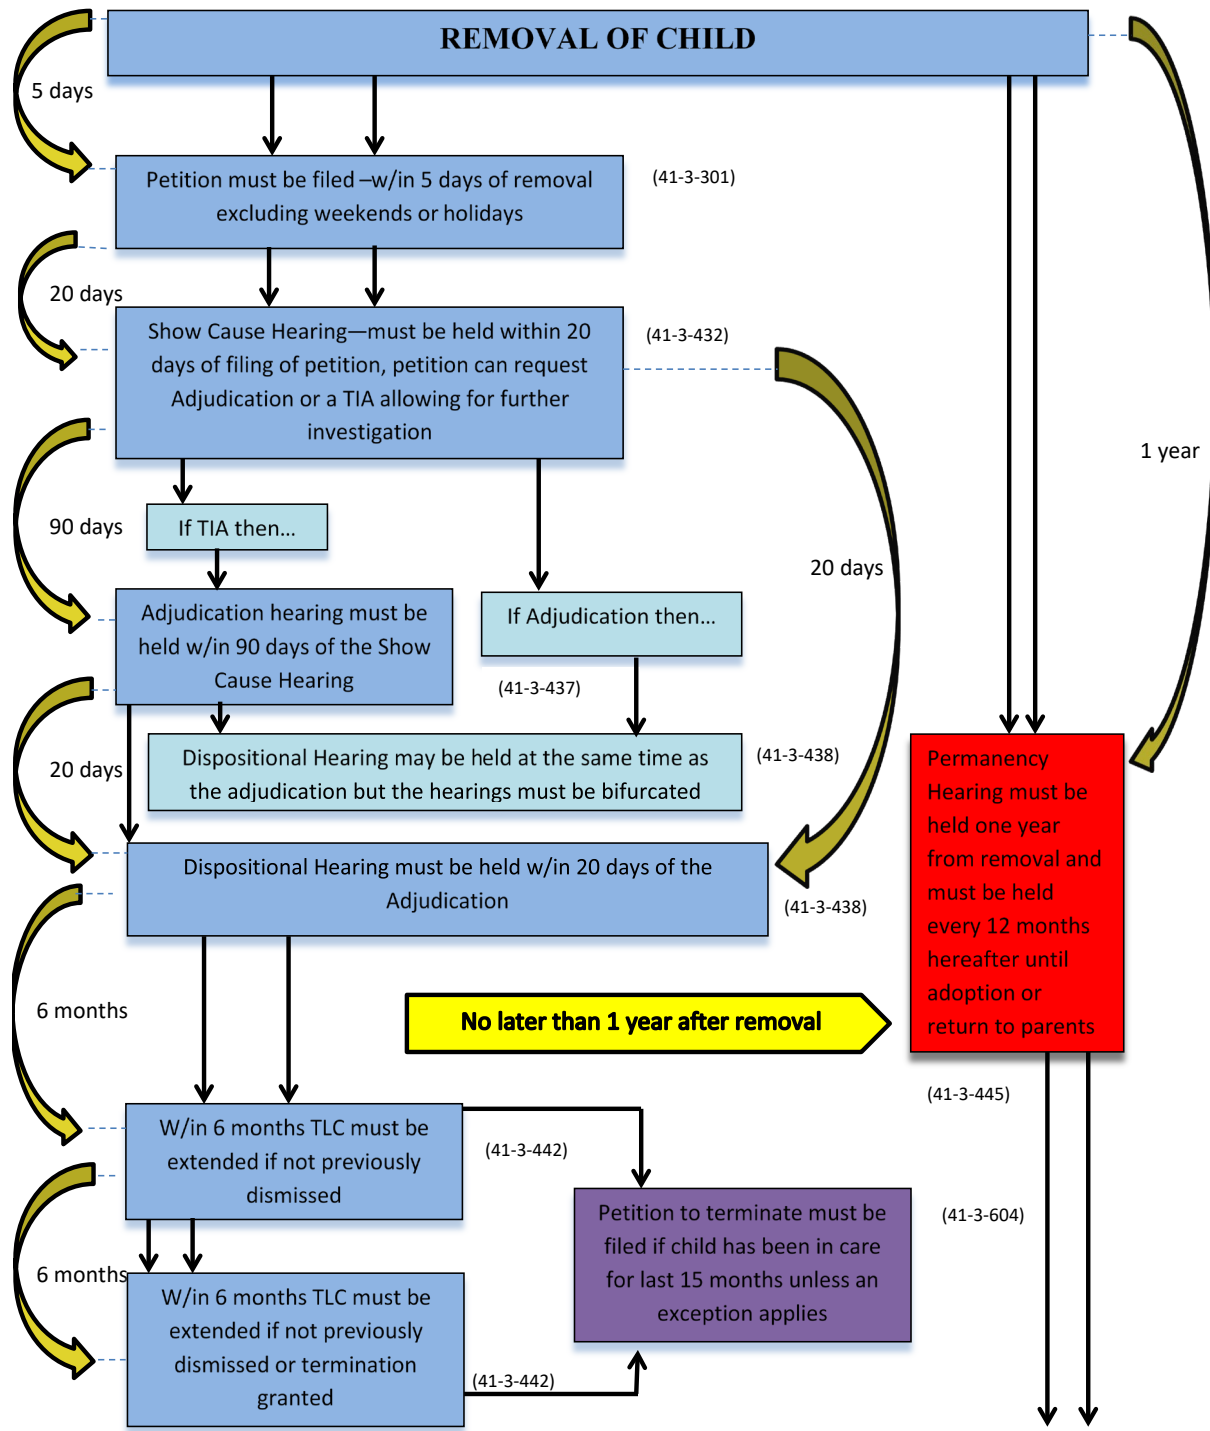 REMOVAL OF CHILD
5 days
Petition must be filed –w/in 5 days of removal
excluding weekends or holidays
(41-3-301)
20 days
Show Cause Hearing—must be held within 20
days of filing of petition, petition can request
Adjudication or a TIA allowing for further
investigation
(41-3-432)
1 year
90 days
If TIA then…
20 days
Adjudication hearing must be
held w/in 90 days of the Show
Cause Hearing
If Adjudication then…
(41-3-437)
20 days
Dispositional Hearing may be held at the same time as
the adjudication but the hearings must be bifurcated
(41-3-438)
Permanency
Hearing must be
held one year
from removal and
must be held
every 12 months
hereafter until
adoption or
return to parents
Dispositional Hearing must be held w/in 20 days of the
Adjudication
(41-3-438)
6 months
No later than 1 year after removal
(41-3-445)
W/in 6 months TLC must be
extended if not previously
dismissed
(41-3-442)
Petition to terminate must be
filed if child has been in care
for last 15 months unless an
exception applies
(41-3-604)
6 months
W/in 6 months TLC must be
extended if not previously
dismissed or termination
granted
(41-3-442)